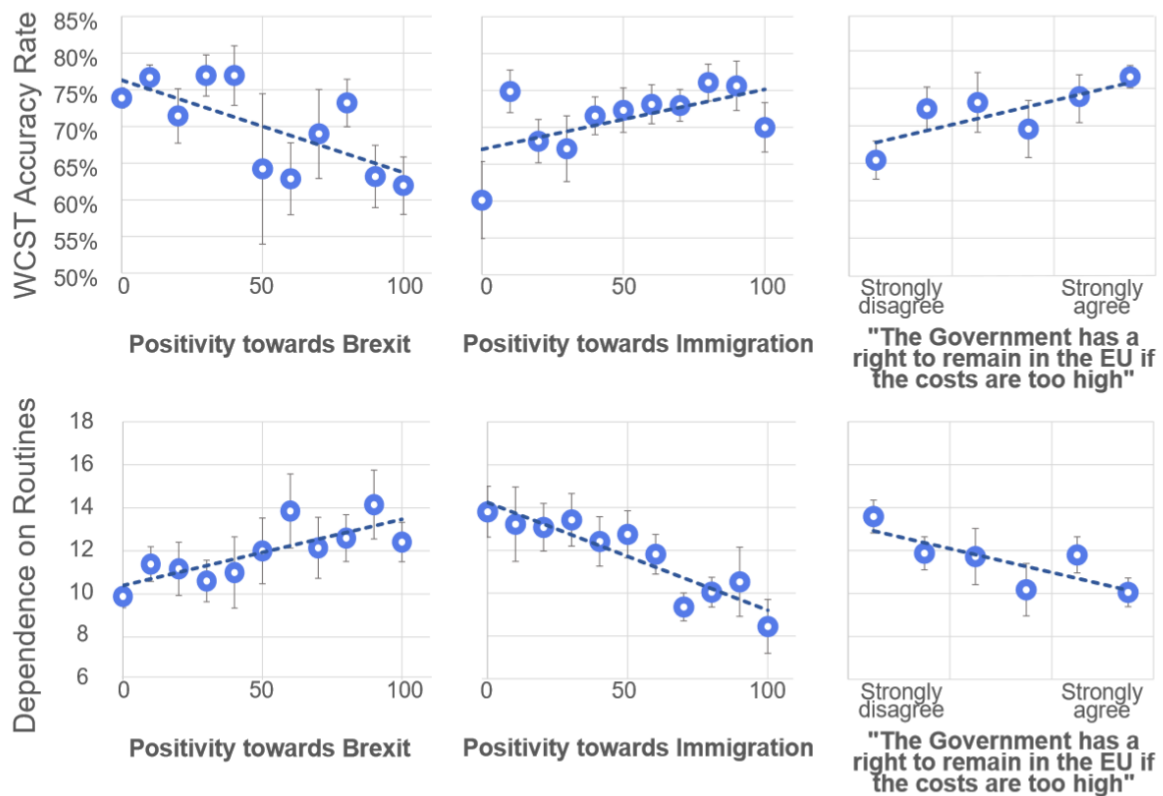 WCST Accuracy Rate
85%
80%
75%
70%
65%
60%
55%
50%
0
50
100
Positivity towards Brexit
0
50
100
Positivity towards Immigration
Strongly
disagree
Strongly
agree
"The Government has a
right to remain in the EU if
the costs are too high"
Dependence on Routines
18
16
14
12
10
8
6
0
50
100
Positivity towards Brexit
0
50
100
Positivity towards Immigration
Strongly
disagree
Strongly
agree
"The Government has a
right to remain in the EU if
the costs are too high"